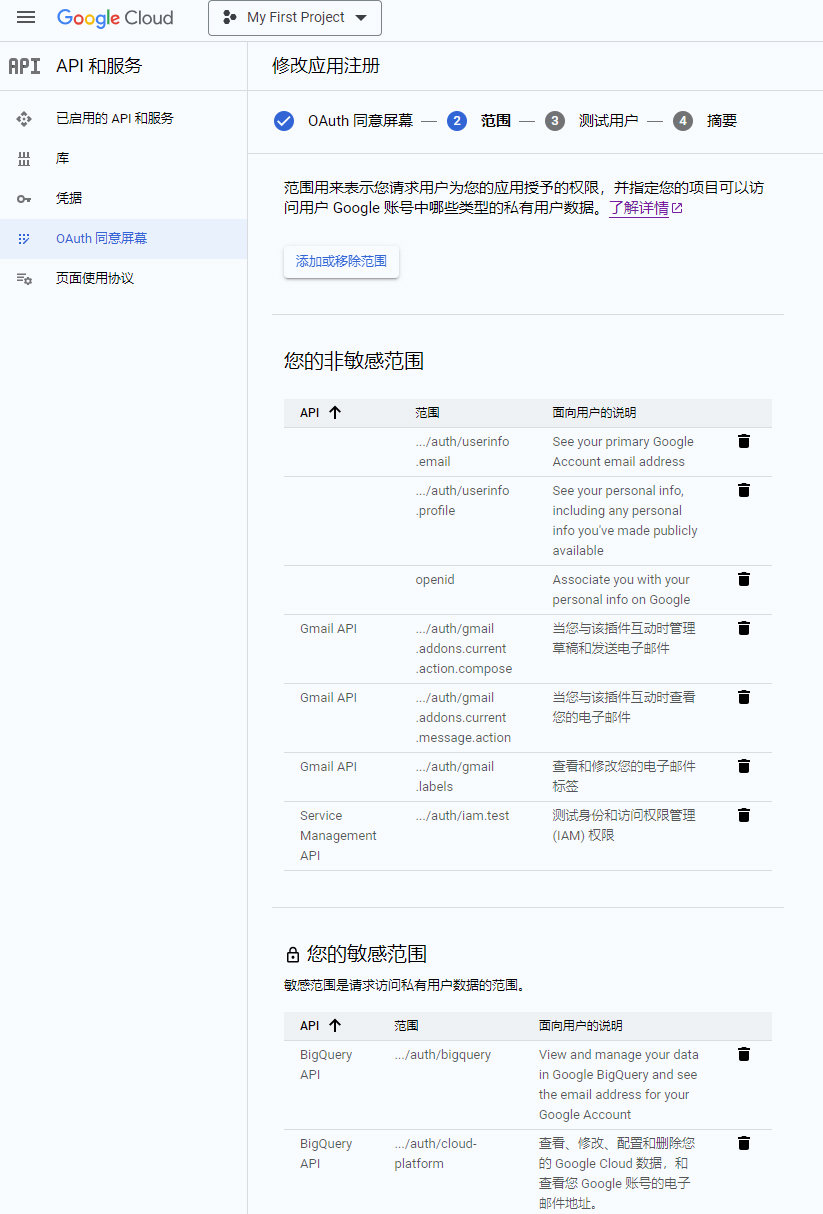 Google Cloud
My First Project
API
API 和服务
修改应用注册
已启用的 API 和服务
库
凭据
OAuth 同意屏幕
页面使用协议
OAuth 同意屏幕 — 2 范围 — 3 测试用户 — 4 摘要
范围用来表示您请求用户为您的应用授予的权限，并指定您的项目可以访
问用户 Google 账号中哪些类型的私有用户数据。了解详情
添加或移除范围
您的非敏感范围
API 范围 面向用户的说明
.../auth/userinfo See your primary Google
.email Account email address
.../auth/userinfo See your personal info,
.profile including any personal
info you've made publicly
available
openid Associate you with your
personal info on Google
Gmail API .../auth/gmail 当您与该插件互动时管理
.addons.current 草稿和发送电子邮件
.action.compose
Gmail API .../auth/gmail 当您与该插件互动时查看
.addons.current 您的电子邮件
.message.action
Gmail API .../auth/gmail 查看和修改您的电子邮件
.labels 标签
Service .../auth/iam.test 测试身份和访问权限管理
Management (IAM) 权限
API
您的敏感范围
敏感范围是请求访问私有用户数据的范围。
API 范围 面向用户的说明
BigQuery .../auth/bigquery View and manage your data
API in Google BigQuery and see
the email address for your
Google Account
BigQuery .../auth/cloud- 查看、修改、配置和删除您
API platform 的 Google Cloud 数据，和
查看您 Google 账号的电子
邮件地址。